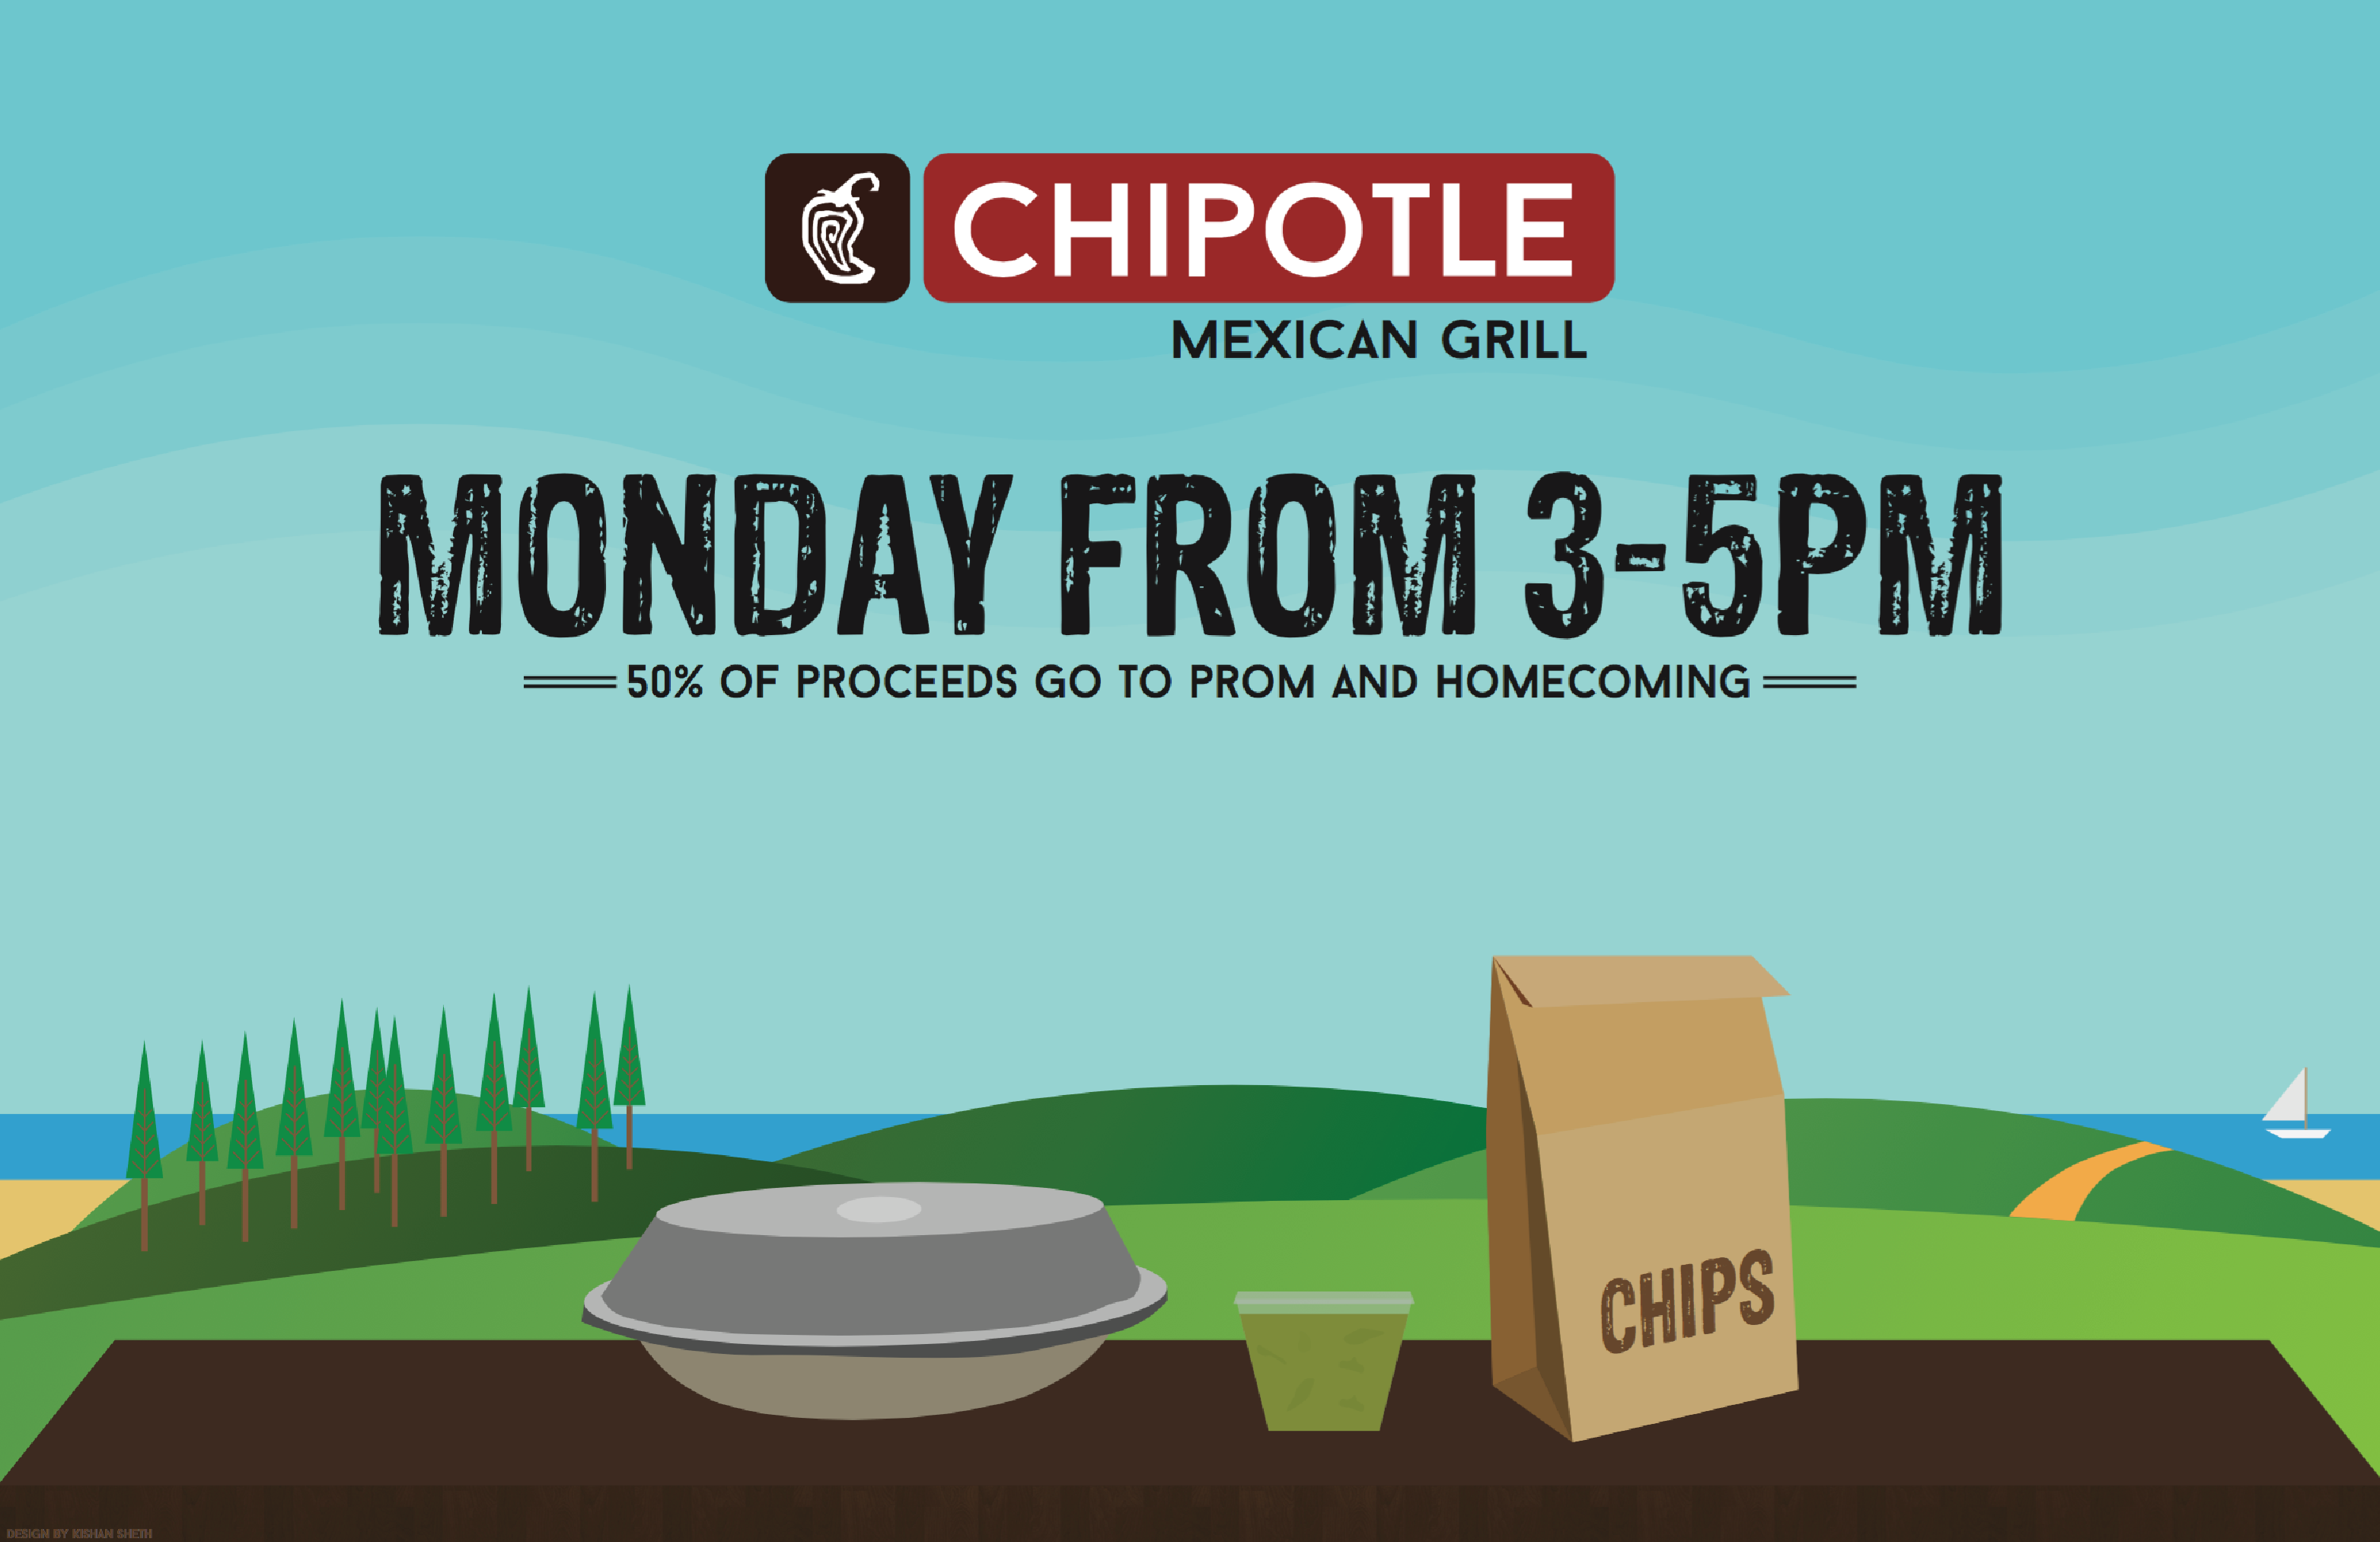 CHIPOTLE
MEXICAN GRILL
MONDAY FROM 3-5PM
50% OF PROCEEDS GO TO PROM AND HOMECOMING
CHIPS
DESIGN BY KISHAN SHETH